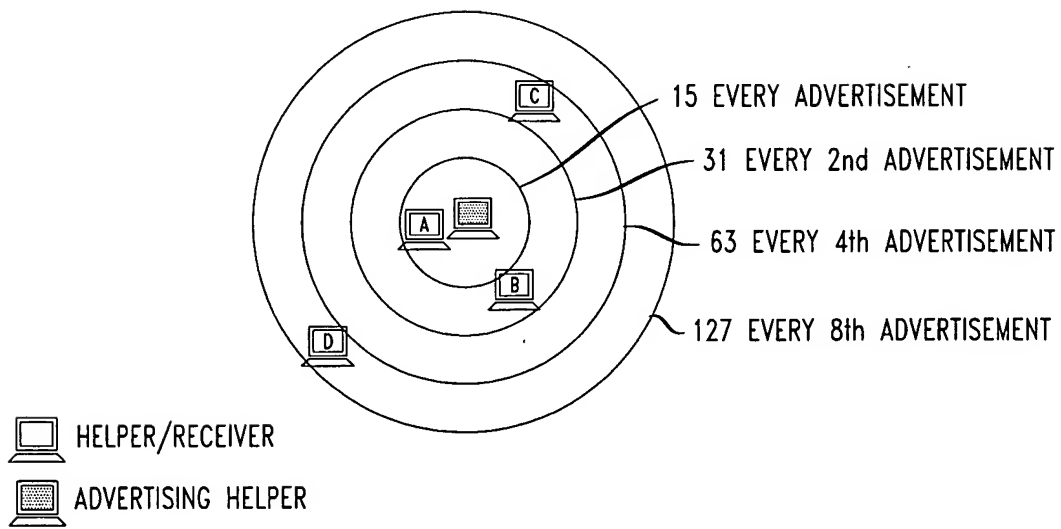 C
15 EVERY ADVERTISEMENT
31 EVERY 2nd ADVERTISEMENT
A
63 EVERY 4th ADVERTISEMENT
B
127 EVERY 8th ADVERTISEMENT
D
HELPER/RECEIVER
ADVERTISING HELPER